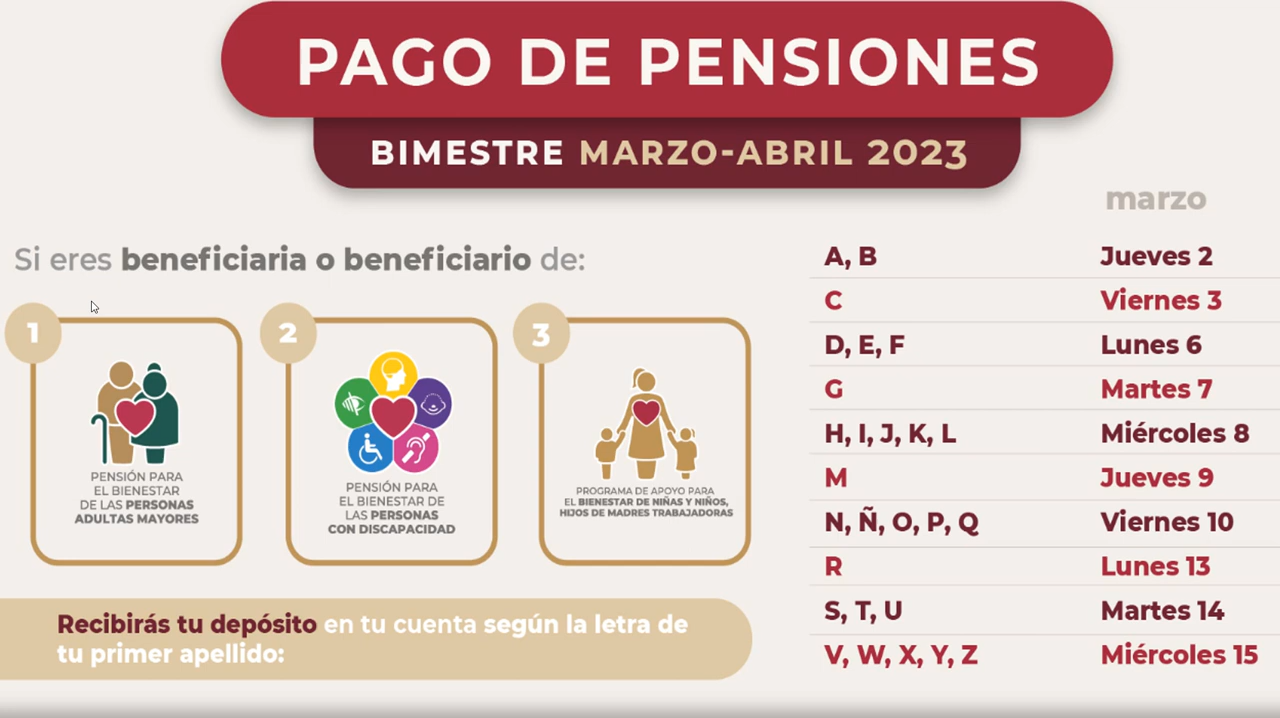 PAGO DE PENSIONES
BIMESTRE MARZO-ABRIL 2023
Si eres beneficiaria o beneficiario de:
1
PENSIÓN PARA
EL BIENESTAR
DE LAS PERSONAS
ADULTAS MAYORES
2
PENSIÓN PARA
EL BIENESTAR DE
LAS PERSONAS
CON DISCAPACIDAD
3
PROGRAMA DE APOYO PARA
EL BIENESTAR DE NIÑAS Y NIÑOS,
HIJOS DE MADRES TRABAJADORAS
Recibirás tu depósito en tu cuenta según la letra de
tu primer apellido:
marzo
A, B Jueves 2
C Viernes 3
D, E, F Lunes 6
G Martes 7
H, I, J, K, L Miércoles 8
M Jueves 9
N, Ñ, O, P, Q Viernes 10
R Lunes 13
S, T, U Martes 14
V, W, X, Y, Z Miércoles 15